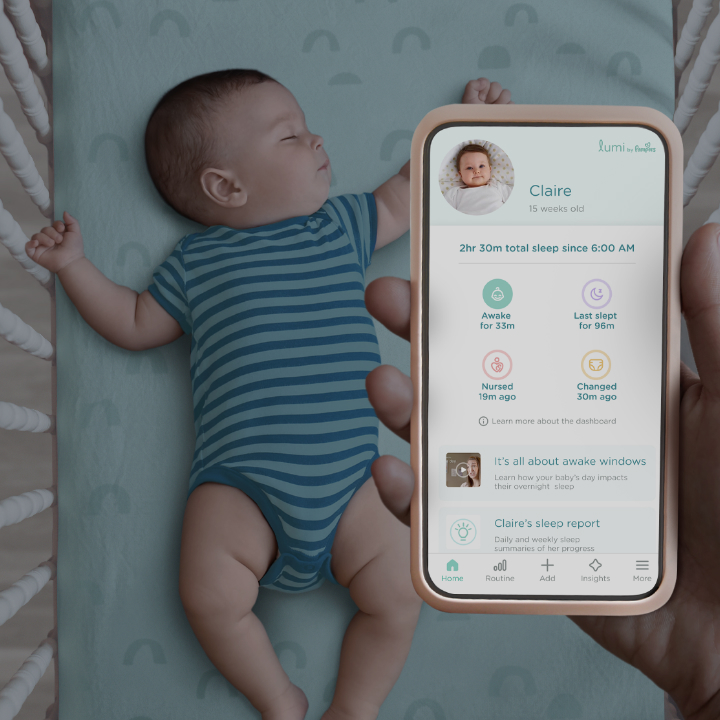 lumi by Pampers
Claire
15 weeks old
2hr 30m total sleep since 6:00 AM
Awake
for 33m
Last slept
for 96m
Nursed
19m ago
Changed
30m ago
Learn more about the dashboard
It's all about awake windows
Learn how your baby's day impacts
their overnight sleep
Claire's sleep report
Daily and weekly sleep
summaries of her progress
Home
Routine
Add
Insights
More